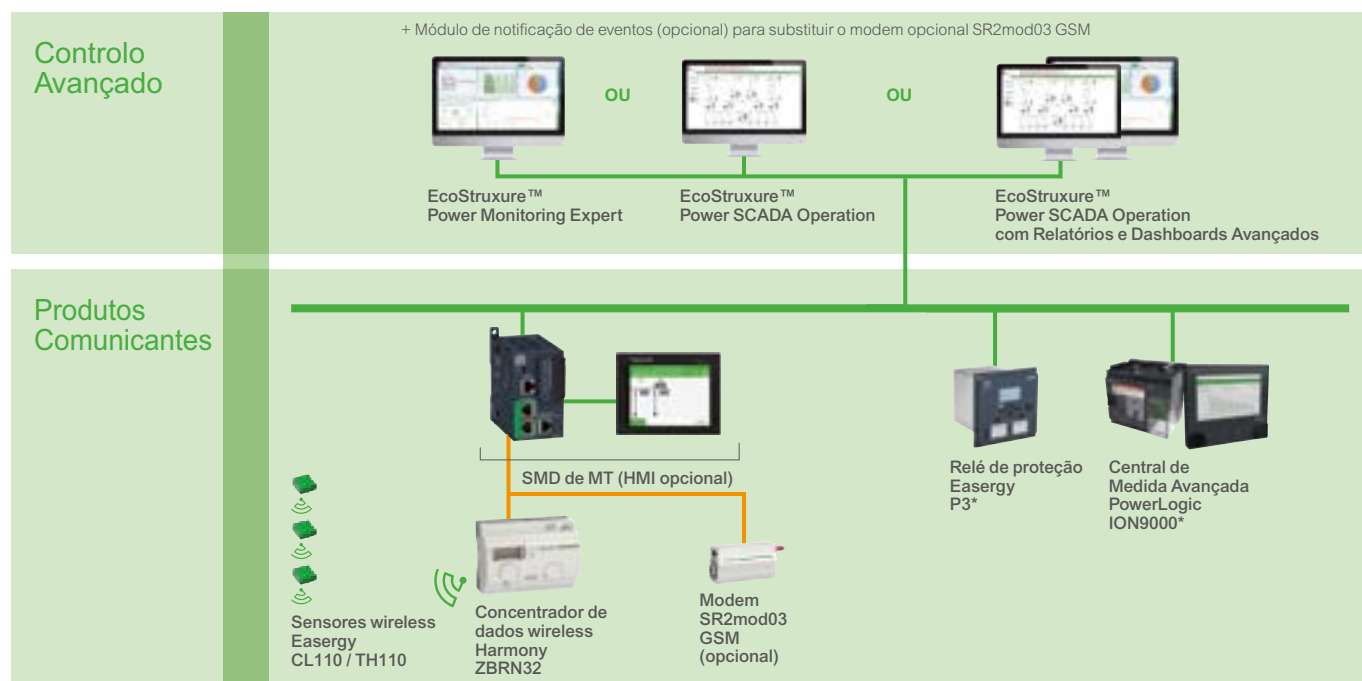 Controlo
Avançado
+ Módulo de notificação de eventos (opcional) para substituir o modem opcional SR2mod03 GSM
OU
OU
EcoStruxure™
Power Monitoring Expert
EcoStruxure™
Power SCADA Operation
EcoStruxure™
Power SCADA Operation
com Relatórios e Dashboards Avançados
Produtos
Comunicantes
SMD de MT (HMI opcional)
Relé de proteção
Easergy
P3*
Central de
Medida Avançada
PowerLogic
ION9000*
Sensores wireless
Easergy
CL110 / TH110
Concentrador de
dados wireless
Harmony
ZBRN32
Modem
SR2mod03
GSM
(opcional)